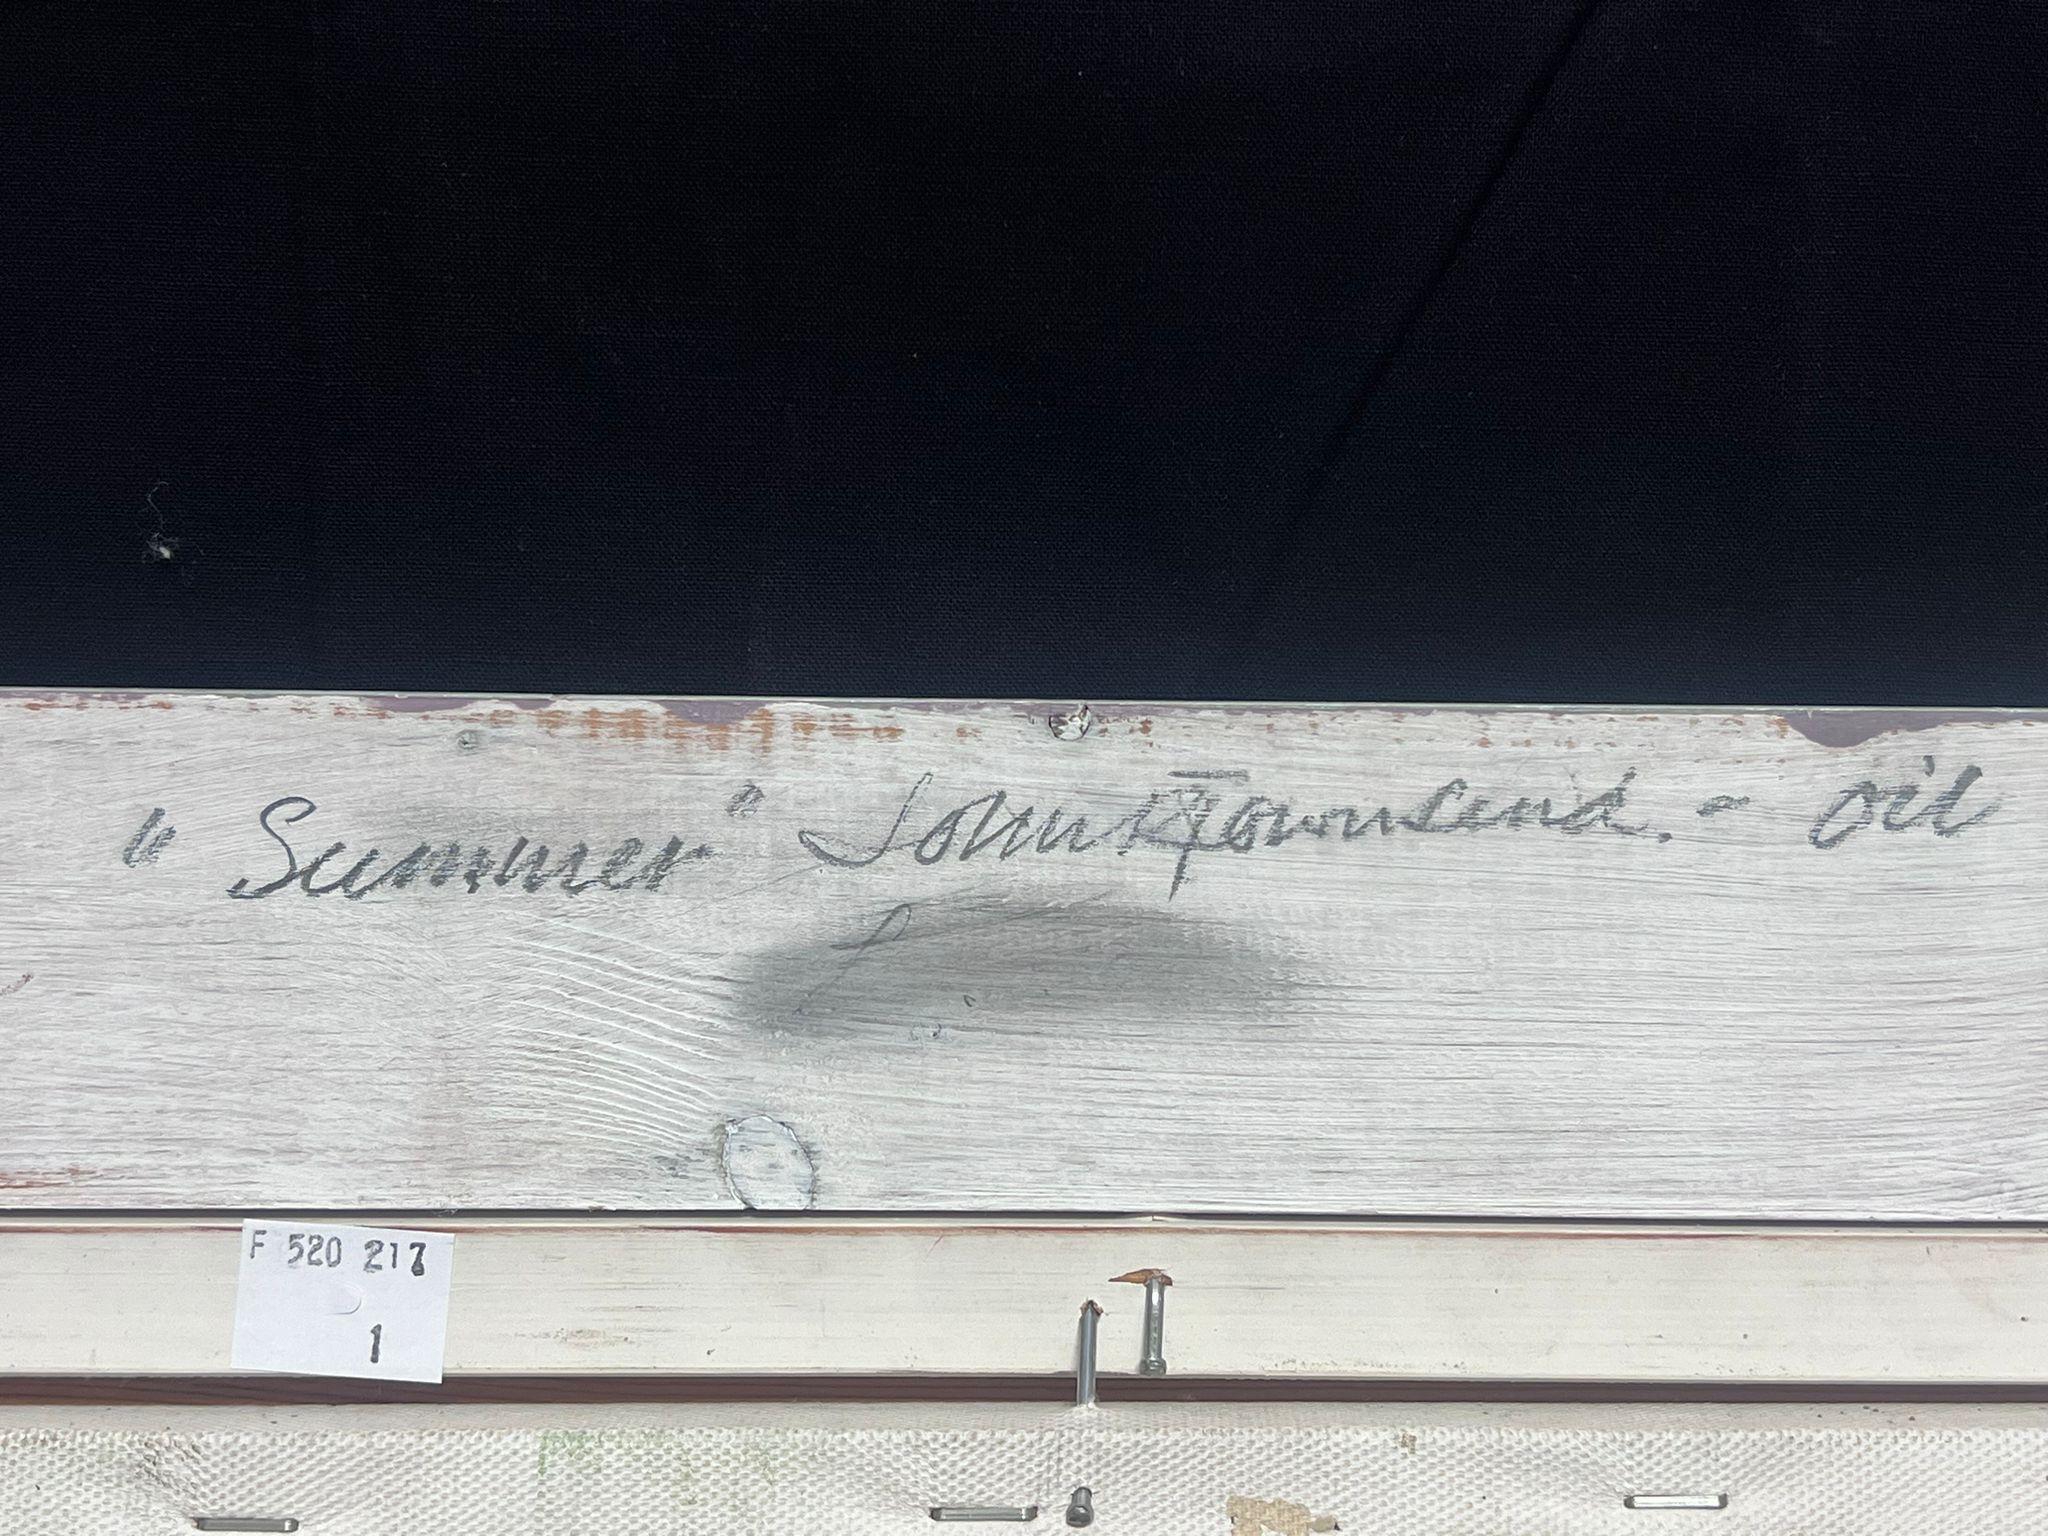 "Summer" John Townsend. - oil
F 520 217
1